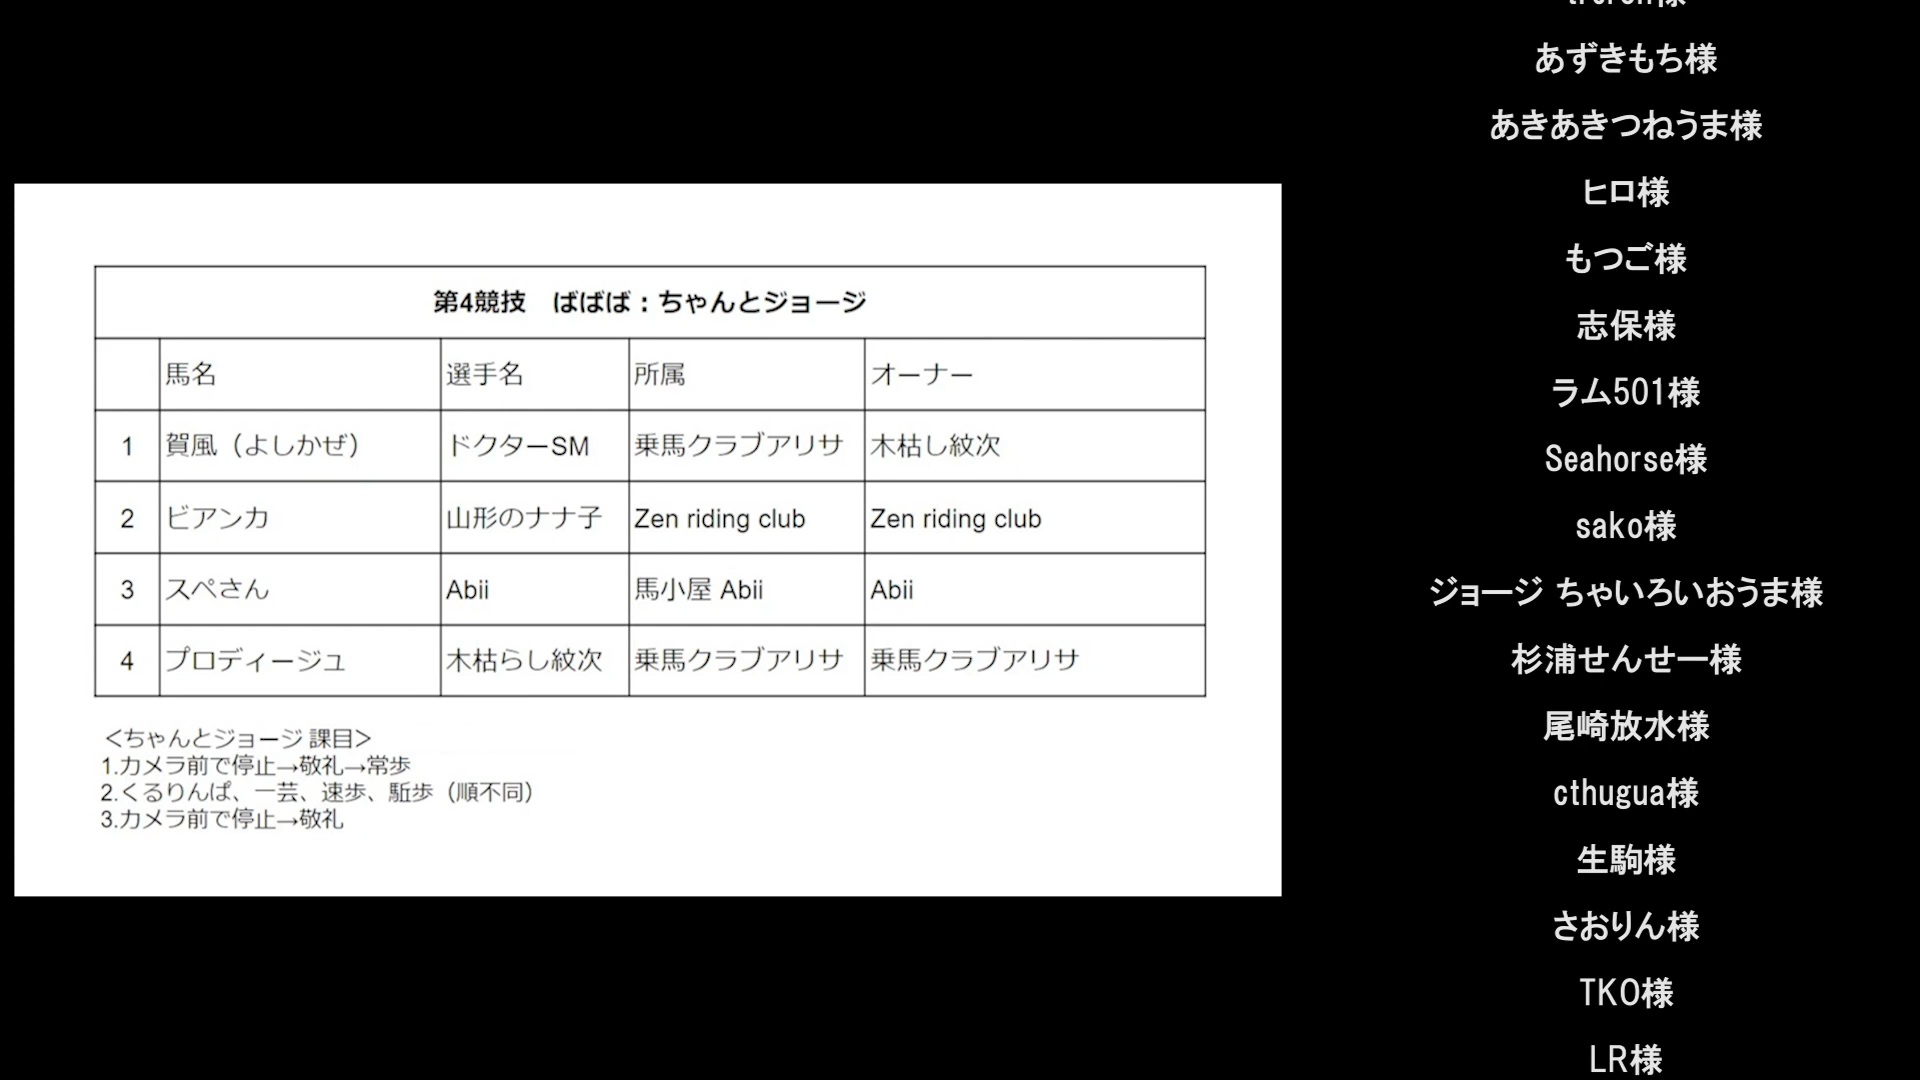 第4競技　ばばば：ちゃんとジョージ
馬名 選手名 所属 オーナー
1 賀風（よしかぜ） ドクターSM 乗馬クラブアリサ 木枯し紋次
2 ビアンカ 山形のナナ子 Zen riding club Zen riding club
3 スペさん Abii 馬小屋 Abii Abii
4 プロディージュ 木枯らし紋次 乗馬クラブアリサ 乗馬クラブアリサ
＜ちゃんとジョージ 課目＞
1.カメラ前で停止→敬礼→常歩
2.くるりんぱ、一芸、速歩、駈歩（順不同）
3.カメラ前で停止→敬礼
あずきもち様
あきあきつねうま様
ヒロ様
もつご様
志保様
ラム501様
Seahorse様
sako様
ジョージ ちゃいろいおうま様
杉浦せんせー様
尾崎放水様
cthugua様
生駒様
さおりん様
TKO様
LR様